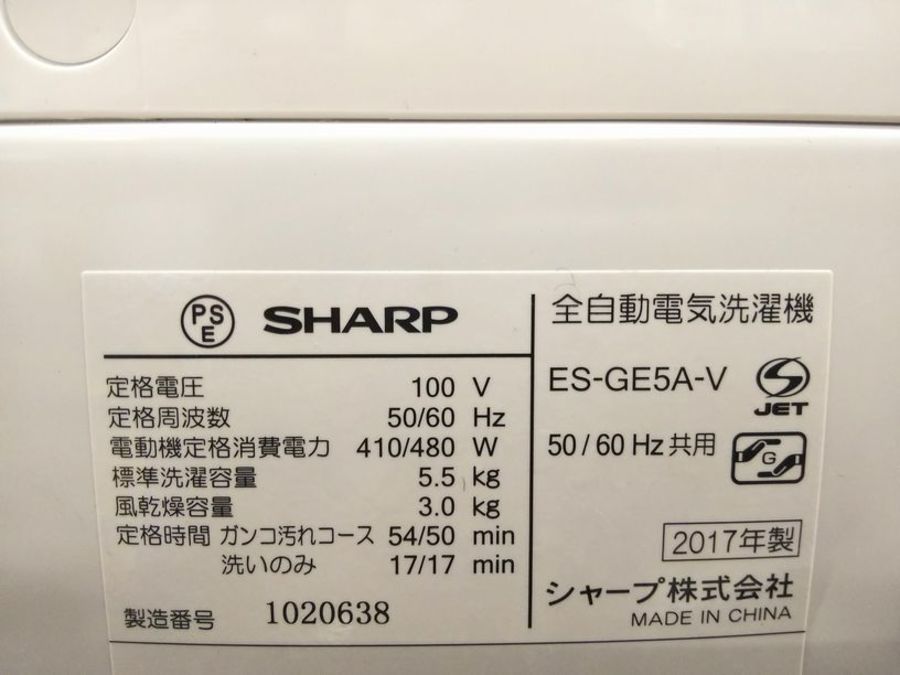 PS
E
SHARP
定格電圧 100 V
定格周波数 50/60 Hz
電動機定格消費電力 410/480 W
標準洗濯容量 5.5 kg
風乾燥容量 3.0 kg
定格時間 ガンコ汚れコース 54/50 min
洗いのみ 17/17 min
製造番号 1020638
全自動電気洗濯機
ES-GE5A-V
S
JET
50/60 Hz 共用
G
2017年製
シャープ株式会社
MADE IN CHINA